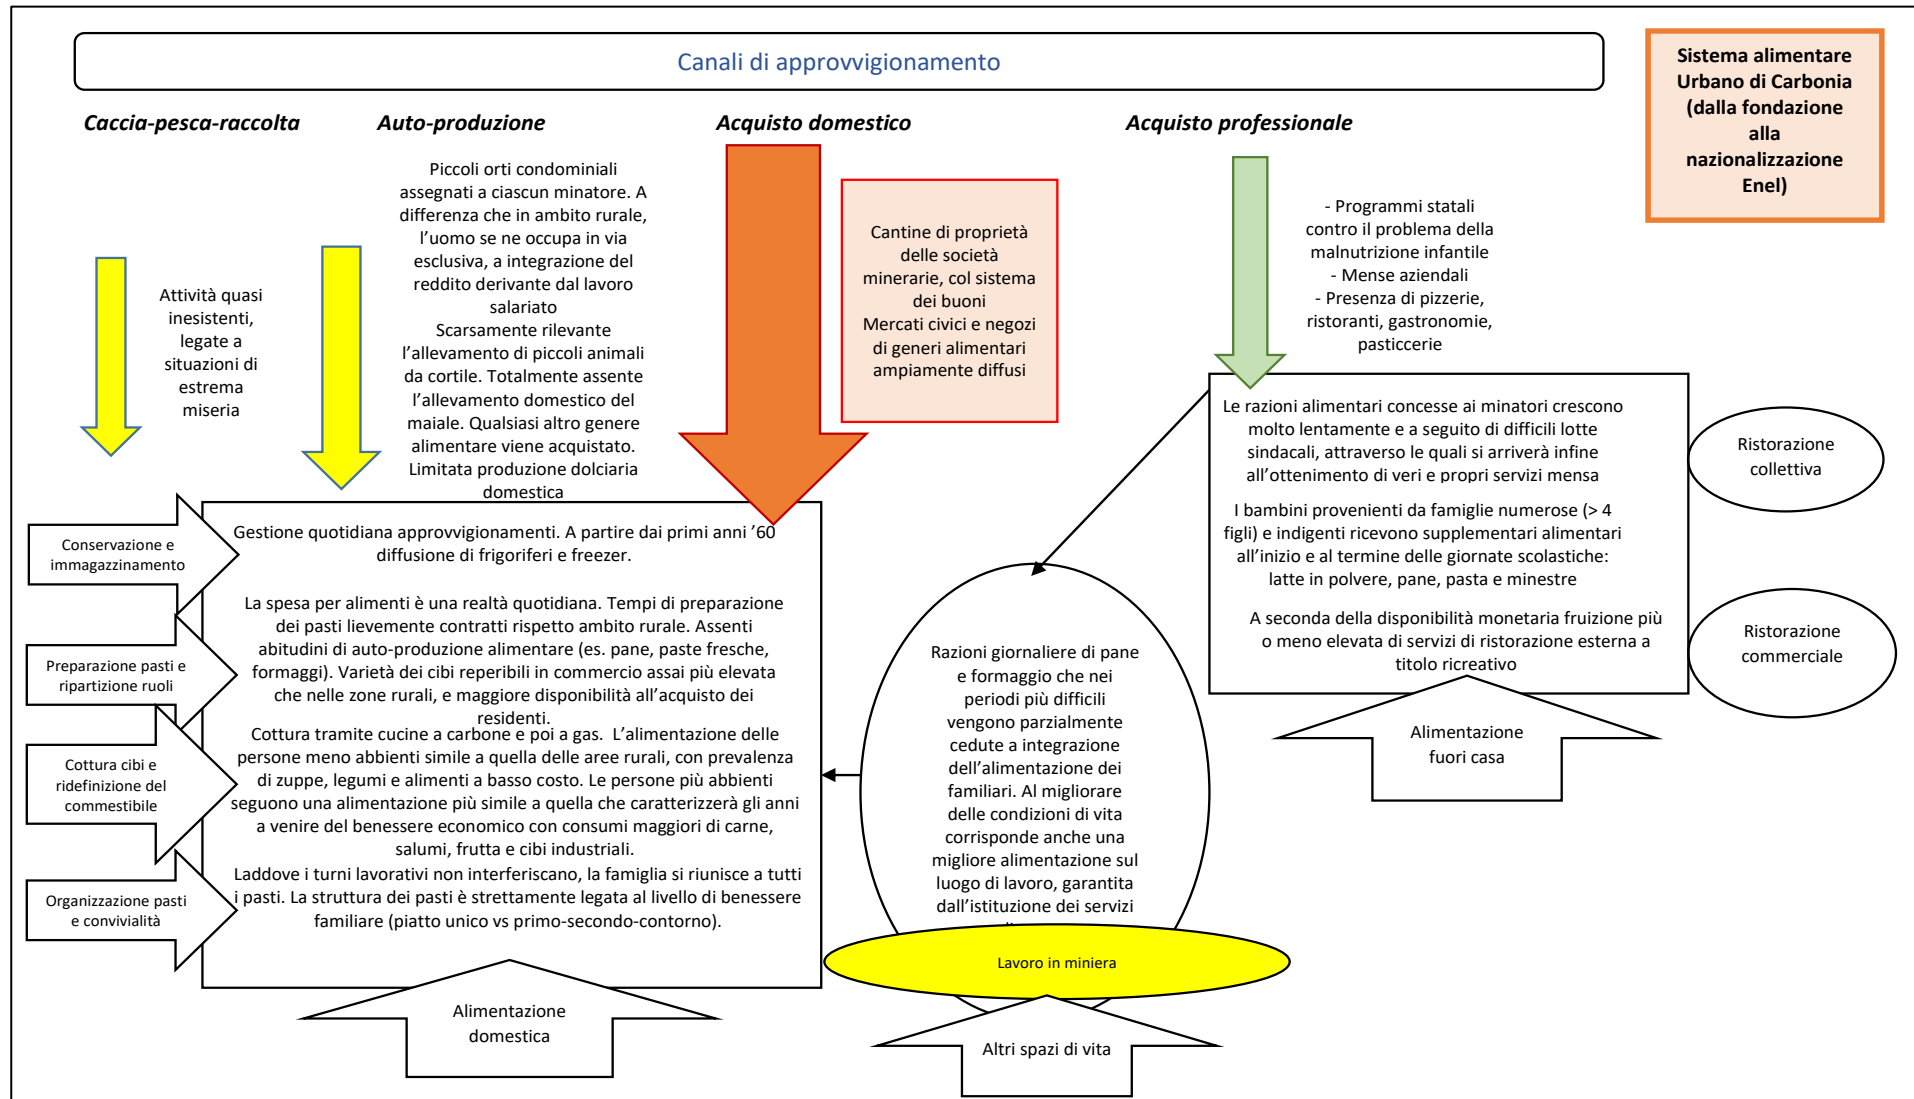 Canali di approvvigionamento
Sistema alimentare
Urbano di Carbonia
(dalla fondazione
alla
nazionalizzazione
Enel)
Caccia-pesca-raccolta
Auto-produzione
Acquisto domestico
Acquisto professionale
Attività quasi
inesistenti,
legate a
situazioni di
estrema
miseria
Piccoli orti condominiali
assegnati a ciascun minatore. A
differenza che in ambito rurale,
l’uomo se ne occupa in via
esclusiva, a integrazione del
reddito derivante dal lavoro
salariato
Scarsamente rilevante
l’allevamento di piccoli animali
da cortile. Totalmente assente
l’allevamento domestico del
maiale. Qualsiasi altro genere
alimentare viene acquistato.
Limitata produzione dolciaria
domestica
Cantine di proprietà
delle società
minerarie, col sistema
dei buoni
Mercati civici e negozi
di generi alimentari
ampiamente diffusi
- Programmi statali
contro il problema della
malnutrizione infantile
- Mense aziendali
- Presenza di pizzerie,
ristoranti, gastronomie,
pasticcerie
Le razioni alimentari concesse ai minatori crescono
molto lentamente e a seguito di difficili lotte
sindacali, attraverso le quali si arriverà infine
all’ottenimento di veri e propri servizi mensa
I bambini provenienti da famiglie numerose (> 4
figli) e indigenti ricevono supplementari alimentari
all’inizio e al termine delle giornate scolastiche:
latte in polvere, pane, pasta e minestre
A seconda della disponibilità monetaria fruizione più
o meno elevata di servizi di ristorazione esterna a
titolo ricreativo
Ristorazione
collettiva
Ristorazione
commerciale
Alimentazione
fuori casa
Conservazione e
immagazzinamento
Preparazione pasti e
ripartizione ruoli
Cottura cibi e
ridefinizione del
commestibile
Organizzazione pasti
e convivialità
Gestione quotidiana approvvigionamenti. A partire dai primi anni ’60
diffusione di frigoriferi e freezer.
La spesa per alimenti è una realtà quotidiana. Tempi di preparazione
dei pasti lievemente contratti rispetto ambito rurale. Assenti
abitudini di auto-produzione alimentare (es. pane, paste fresche,
formaggi). Varietà dei cibi reperibili in commercio assai più elevata
che nelle zone rurali, e maggiore disponibilità all’acquisto dei
residenti.
Cottura tramite cucine a carbone e poi a gas. L’alimentazione delle
persone meno abbienti simile a quella delle aree rurali, con prevalenza
di zuppe, legumi e alimenti a basso costo. Le persone più abbienti
seguono una alimentazione più simile a quella che caratterizzerà gli anni
a venire del benessere economico con consumi maggiori di carne,
salumi, frutta e cibi industriali.
Laddove i turni lavorativi non interferiscano, la famiglia si riunisce a tutti
i pasti. La struttura dei pasti è strettamente legata al livello di benessere
familiare (piatto unico vs primo-secondo-contorno).
Alimentazione
domestica
Razioni giornaliere di pane
e formaggio che nei
periodi più difficili
vengono parzialmente
cedute a integrazione
dell’alimentazione dei
familiari. Al migliorare
delle condizioni di vita
corrisponde anche una
migliore alimentazione sul
luogo di lavoro, garantita
dall’istituzione dei servizi
Lavoro in miniera
Altri spazi di vita